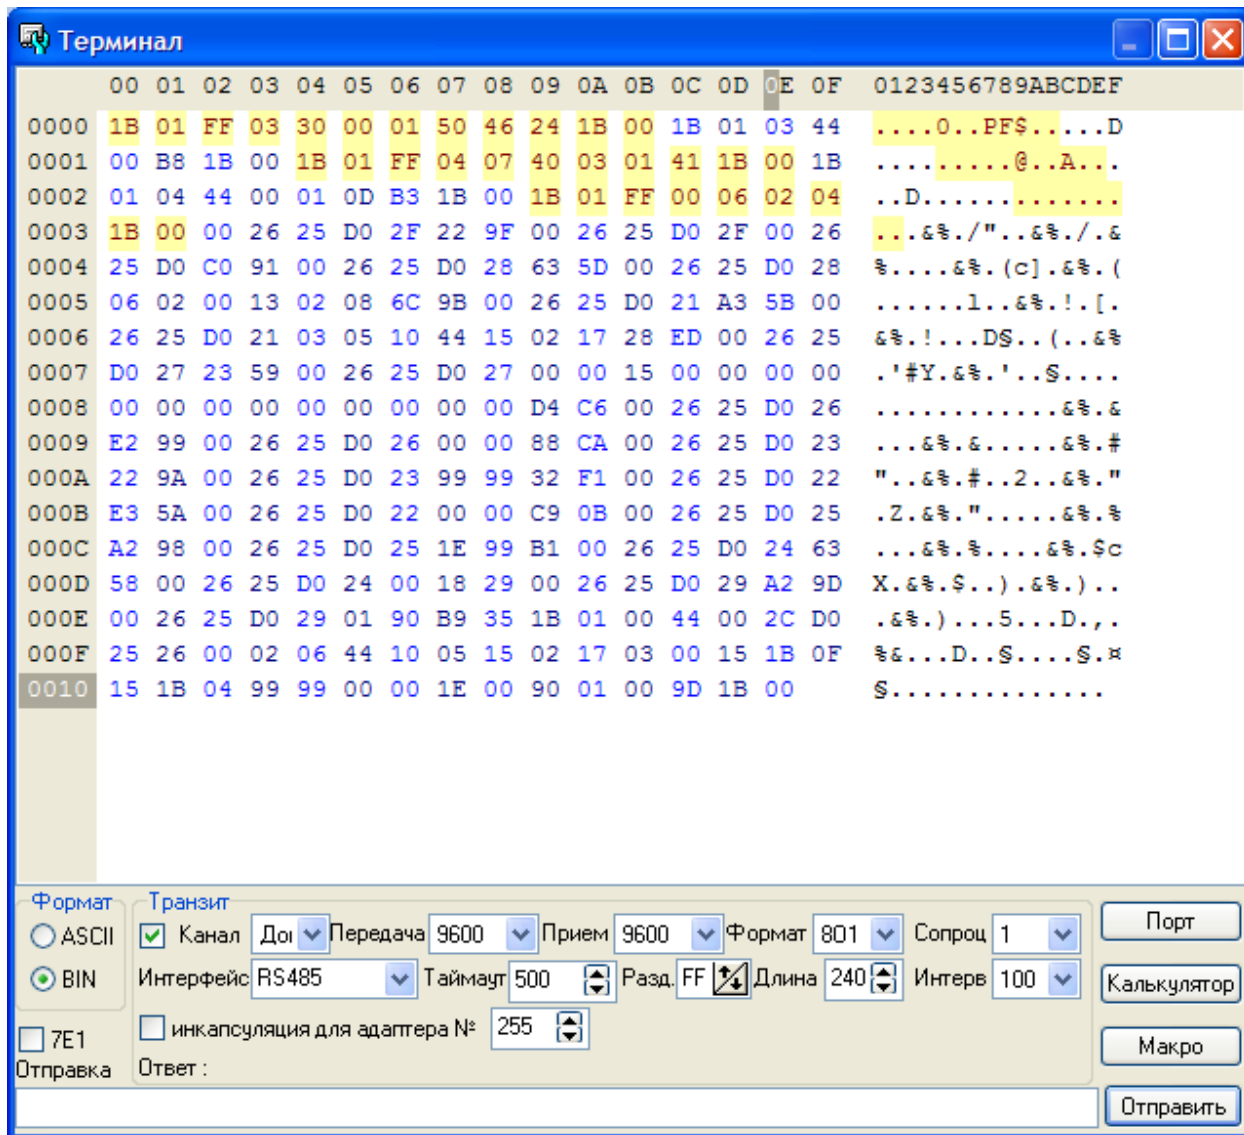 Терминал
00 01 02 03 04 05 06 07 08 09 0A 0B 0C 0D 0E 0F 0123456789ABCDEF
0000 1B 01 FF 03 30 00 01 50 46 24 1B 00 1B 01 03 44 ....0..PF$.....D
0001 00 B8 1B 00 1B 01 FF 04 07 40 03 01 41 1B 00 1B .........@..A...
0002 01 04 44 00 01 0D B3 1B 00 1B 01 FF 00 06 02 04 ..D.............
0003 1B 00 00 26 25 D0 2F 22 9F 00 26 25 D0 2F 00 26 ...&%./"..&%./.&
0004 25 D0 C0 91 00 26 25 D0 28 63 5D 00 26 25 D0 28 %....&%.(c].&%.(
0005 06 02 00 13 02 08 6C 9B 00 26 25 D0 21 A3 5B 00 ......l..&%.!.[.
0006 26 25 D0 21 03 05 10 44 15 02 17 28 ED 00 26 25 &%.!...D§..(..&%
0007 D0 27 23 59 00 26 25 D0 27 00 00 15 00 00 00 00 .'#Y.&%.'..§....
0008 00 00 00 00 00 00 00 00 00 D4 C6 00 26 25 D0 26 ............&%.&
0009 E2 99 00 26 25 D0 26 00 00 88 CA 00 26 25 D0 23 ...&%.&.....&%.#
000A 22 9A 00 26 25 D0 23 99 99 32 F1 00 26 25 D0 22 "..&%.#..2..&%."
000B E3 5A 00 26 25 D0 22 00 00 C9 0B 00 26 25 D0 25 .Z.&%.".....&%.%
000C A2 98 00 26 25 D0 25 1E 99 B1 00 26 25 D0 24 63 ...&%.%....&%.$c
000D 58 00 26 25 D0 24 00 18 29 00 26 25 D0 29 A2 9D X.&%.$..).&%.)..
000E 00 26 25 D0 29 01 90 B9 35 1B 01 00 44 00 2C D0 .&%.)...5...D.,.
000F 25 26 00 02 06 44 10 05 15 02 17 03 00 15 1B 0F %&...D..§....§.¤
0010 15 1B 04 99 99 00 00 1E 00 90 01 00 9D 1B 00 §..............
Формат Транзит
ASCII Канал Передача 9600 Прием 9600 Формат 8O1 Сопроц 1 Порт
BIN Интерфейс RS485 Таймаут 500 Разд. FF Длина 240 Интерв 100 Калькулятор
7E1 инкапсуляция для адаптера № 255 Макро
Отправка Ответ :
Отправить